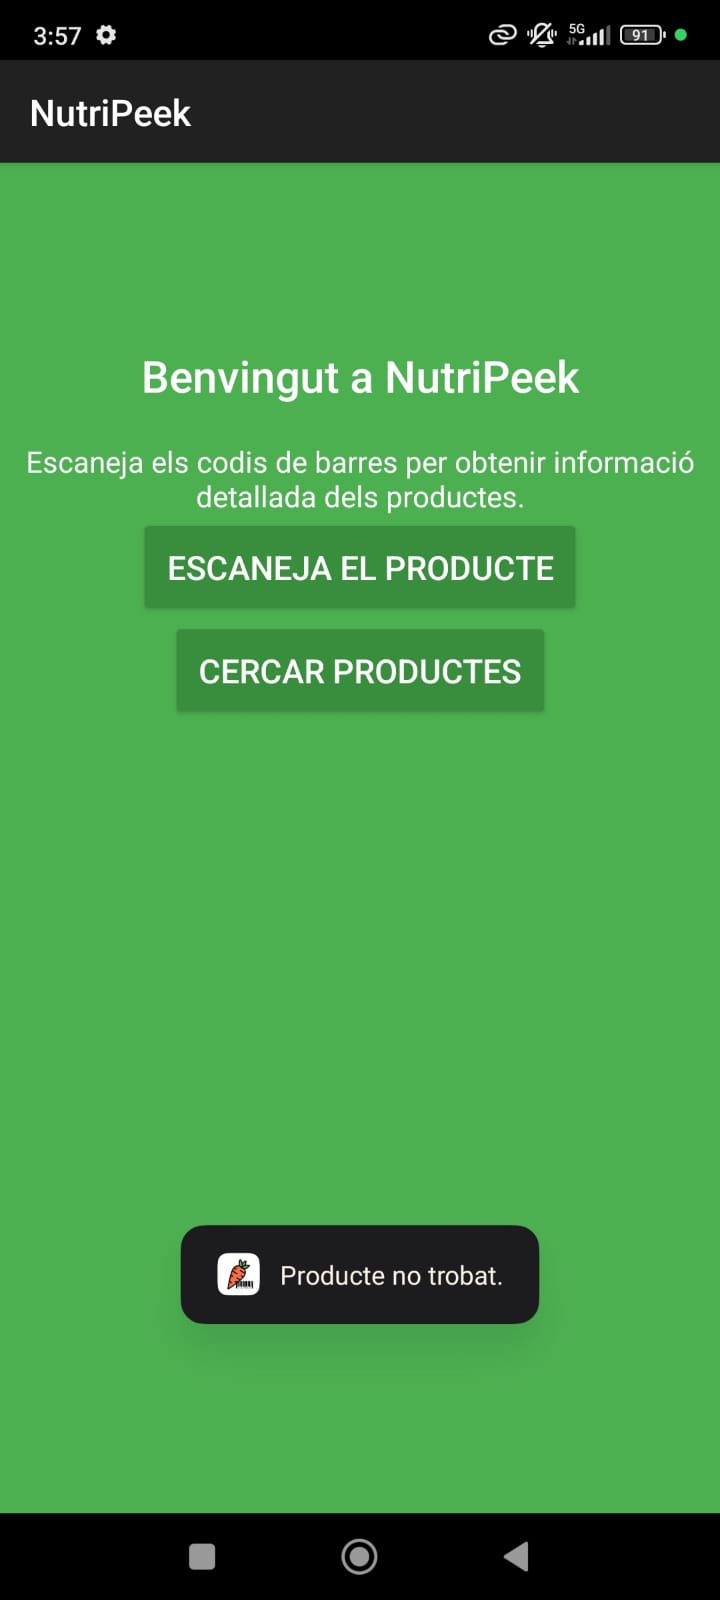 3:57
5G
91
NutriPeek
Benvingut a NutriPeek
Escaneja els codis de barres per obtenir informació
detallada dels productes.
ESCANEJA EL PRODUCTE
CERCAR PRODUCTES
Producte no trobat.